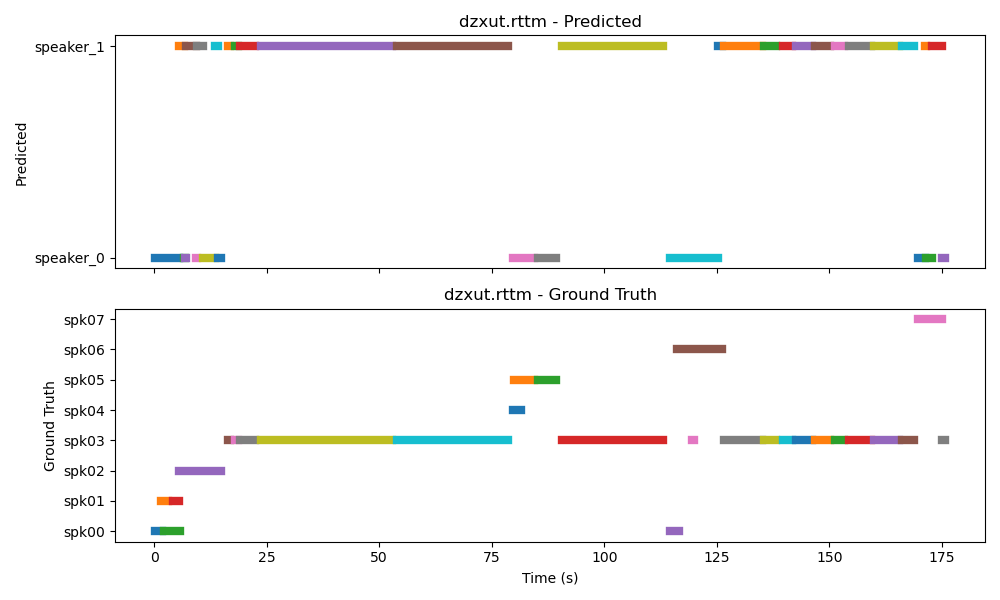 dzxut.rttm - Predicted
speaker_1
Predicted
speaker_0
dzxut.rttm - Ground Truth
spk07
spk06
spk05
spk04
Ground Truth
spk03
spk02
spk01
spk00
0 25 50 75 100 125 150 175
Time (s)